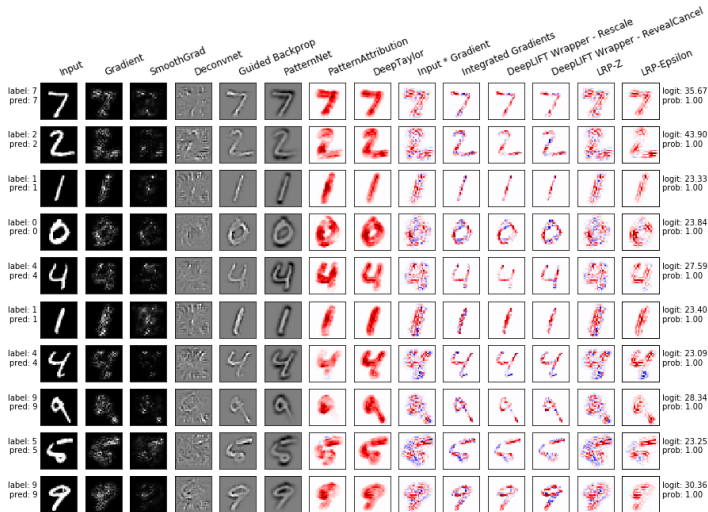 Input Gradient SmoothGrad Deconvnet Guided Backprop PatternNet PatternAttribution DeepTaylor Input * Gradient Integrated Gradients DeepLIFT Wrapper - Rescale DeepLIFT Wrapper - RevealCancel LRP-Z LRP-Epsilon
label: 7 logit: 35.67
pred: 7 prob: 1.00
label: 2 logit: 43.90
pred: 2 prob: 1.00
label: 1 logit: 23.33
pred: 1 prob: 1.00
label: 0 logit: 23.84
pred: 0 prob: 1.00
label: 4 logit: 27.59
pred: 4 prob: 1.00
label: 1 logit: 23.40
pred: 1 prob: 1.00
label: 4 logit: 23.09
pred: 4 prob: 1.00
label: 9 logit: 28.34
pred: 9 prob: 1.00
label: 5 logit: 23.25
pred: 5 prob: 1.00
label: 9 logit: 30.36
pred: 9 prob: 1.00